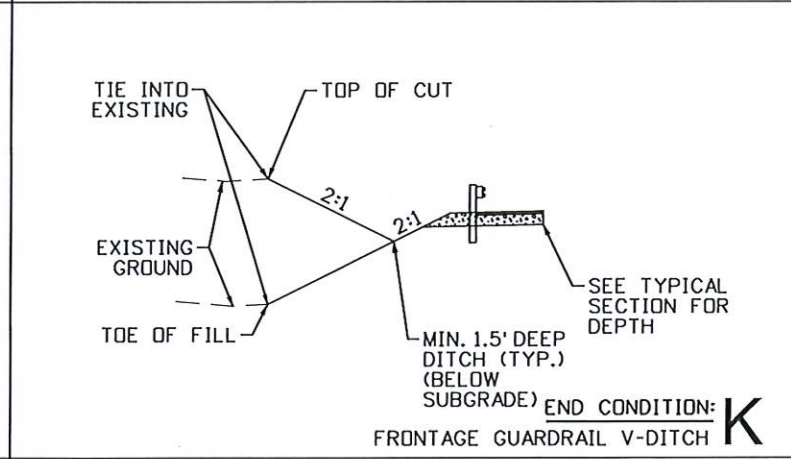 TIE INTO
EXISTING
TOP OF CUT
2:1
2:1
EXISTING
GROUND
SEE TYPICAL
SECTION FOR
DEPTH
TOE OF FILL
MIN. 1.5' DEEP
DITCH (TYP.)
(BELOW
SUBGRADE)
END CONDITION: K
FRONTAGE GUARDRAIL V-DITCH